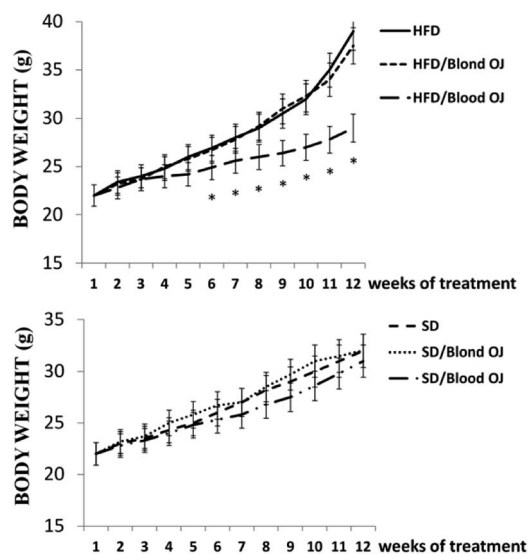 BODY WEIGHT (g)
40
35
30
25
20
15
HFD
HFD/Blond OJ
HFD/Blood OJ
* * * * * * *
1 2 3 4 5 6 7 8 9 10 11 12 weeks of treatment
BODY WEIGHT (g)
35
30
25
20
15
SD
SD/Blond OJ
SD/Blood OJ
1 2 3 4 5 6 7 8 9 10 11 12 weeks of treatment